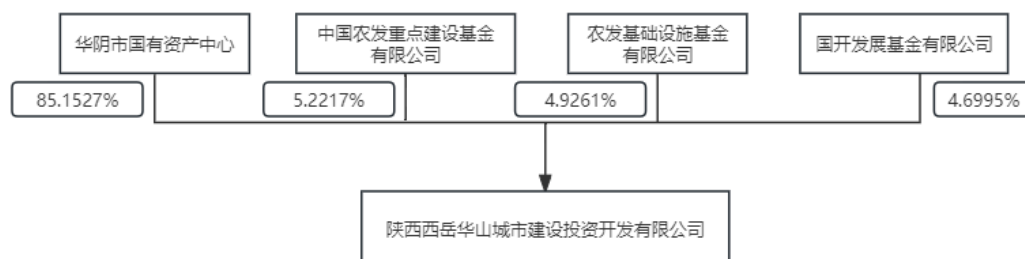 华阴市国有资产中心
中国农发重点建设基金
有限公司
农发基础设施基金
有限公司
国开发展基金有限公司
85.1527%
5.2217%
4.9261%
4.6995%
陕西西岳华山城市建设投资开发有限公司